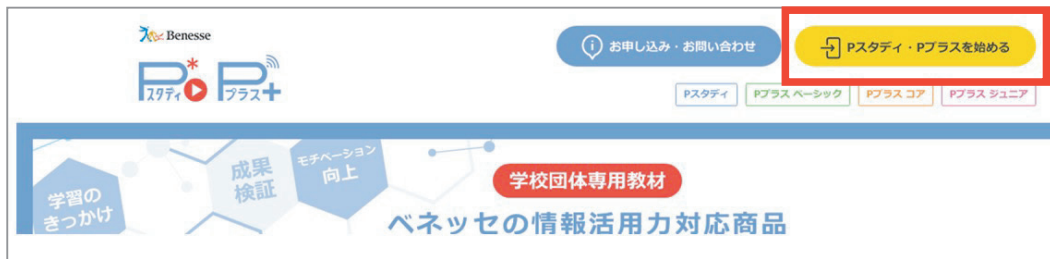 Benesse
お申し込み・お問い合わせ
Pスタディ・Pプラスを始める
Pスタディ
Pプラス
Pスタディ
Pプラス ベーシック
Pプラス コア
Pプラス ジュニア
学習の
きっかけ
成果
検証
モチベーション
向上
学校団体専用教材
ベネッセの情報活用力対応商品